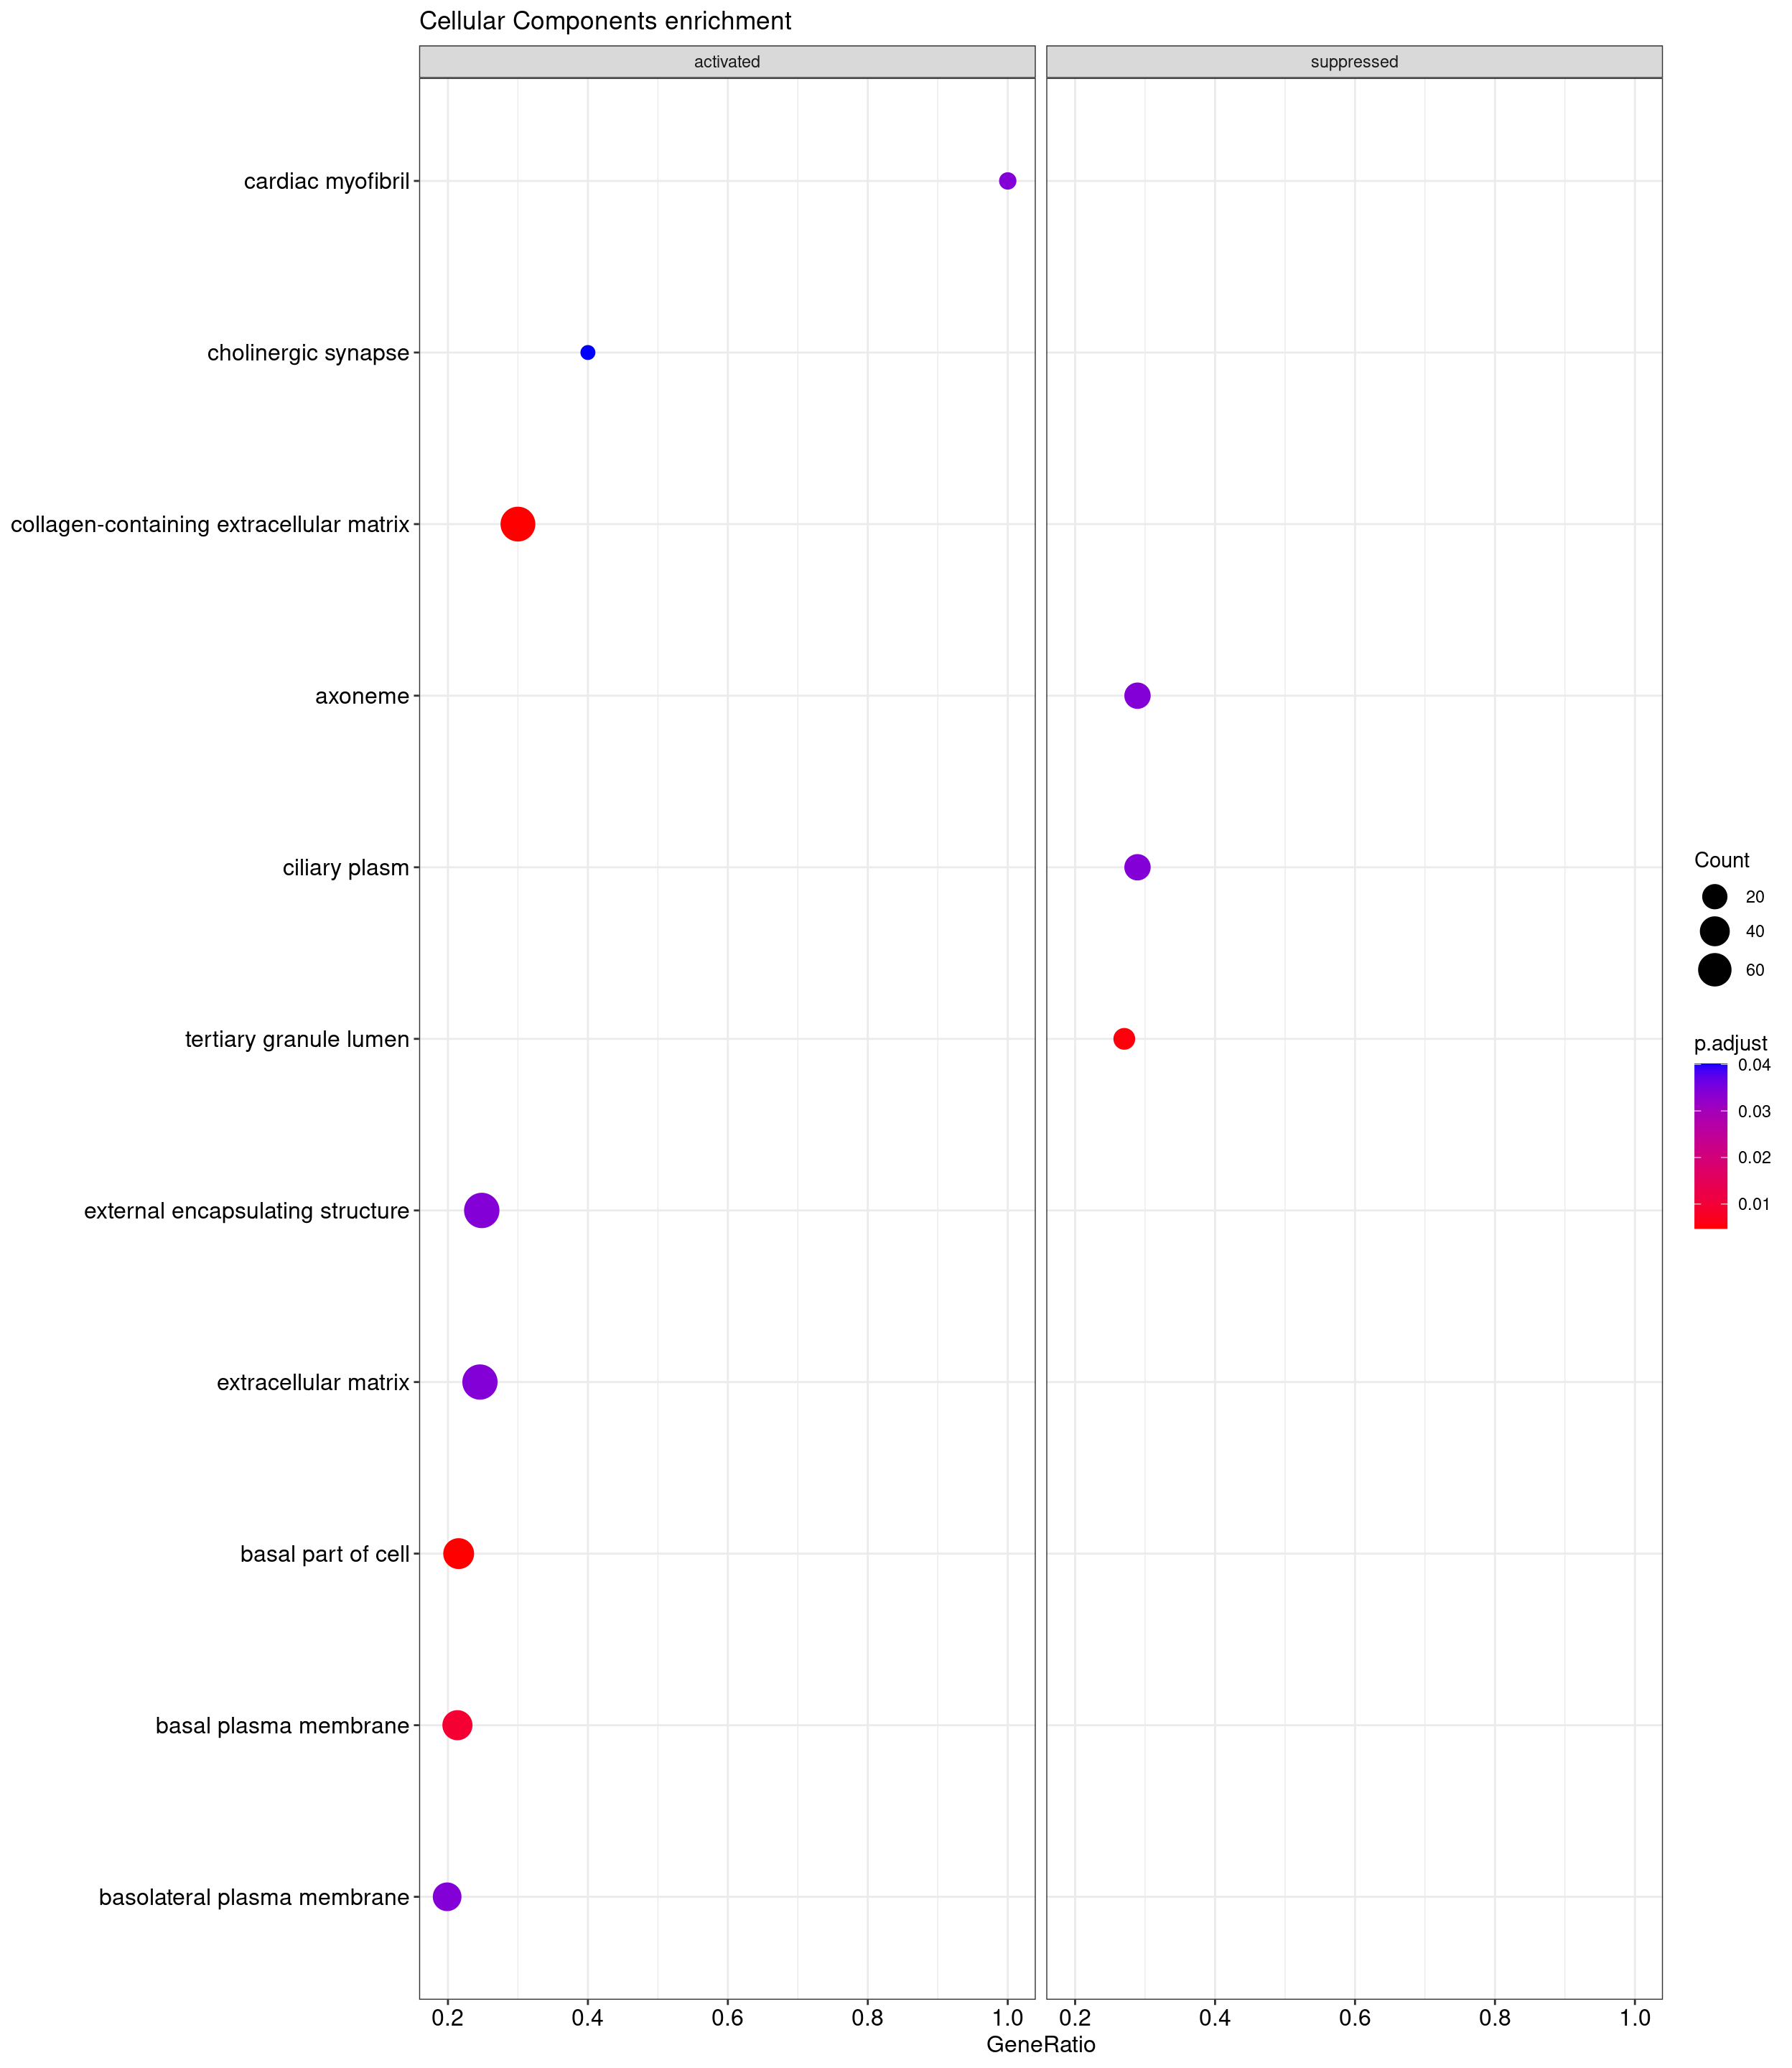 Cellular Components enrichment
activated
suppressed
cardiac myofibril
cholinergic synapse
collagen-containing extracellular matrix
axoneme
ciliary plasm
tertiary granule lumen
external encapsulating structure
extracellular matrix
basal part of cell
basal plasma membrane
basolateral plasma membrane
0.2 0.4 0.6 0.8 1.0
0.2 0.4 0.6 0.8 1.0
GeneRatio
Count
20
40
60
p.adjust
0.04
0.03
0.02
0.01